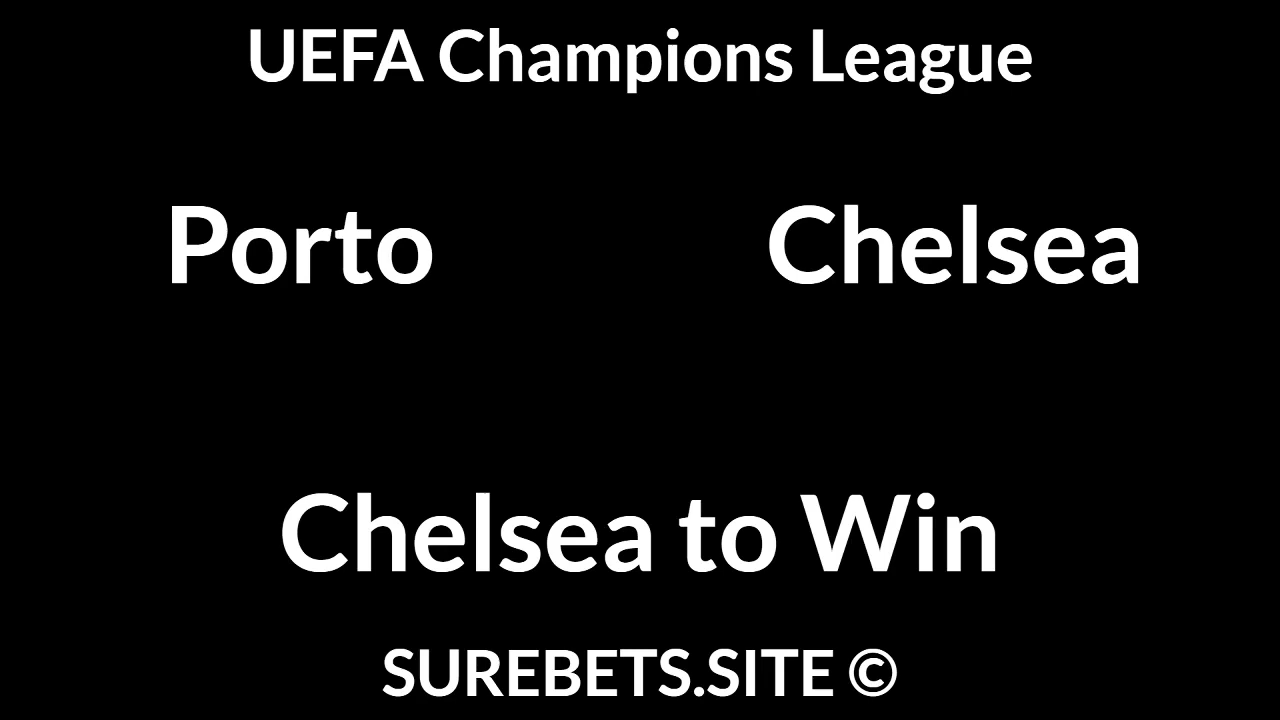 UEFA Champions League
Porto Chelsea
Chelsea to Win
SUREBETS.SITE ©